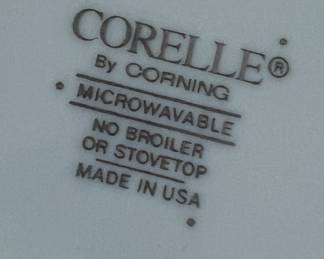 CORELLE®
By CORNING
MICROWAVABLE
NO BROILER
OR STOVETOP
MADE IN USA